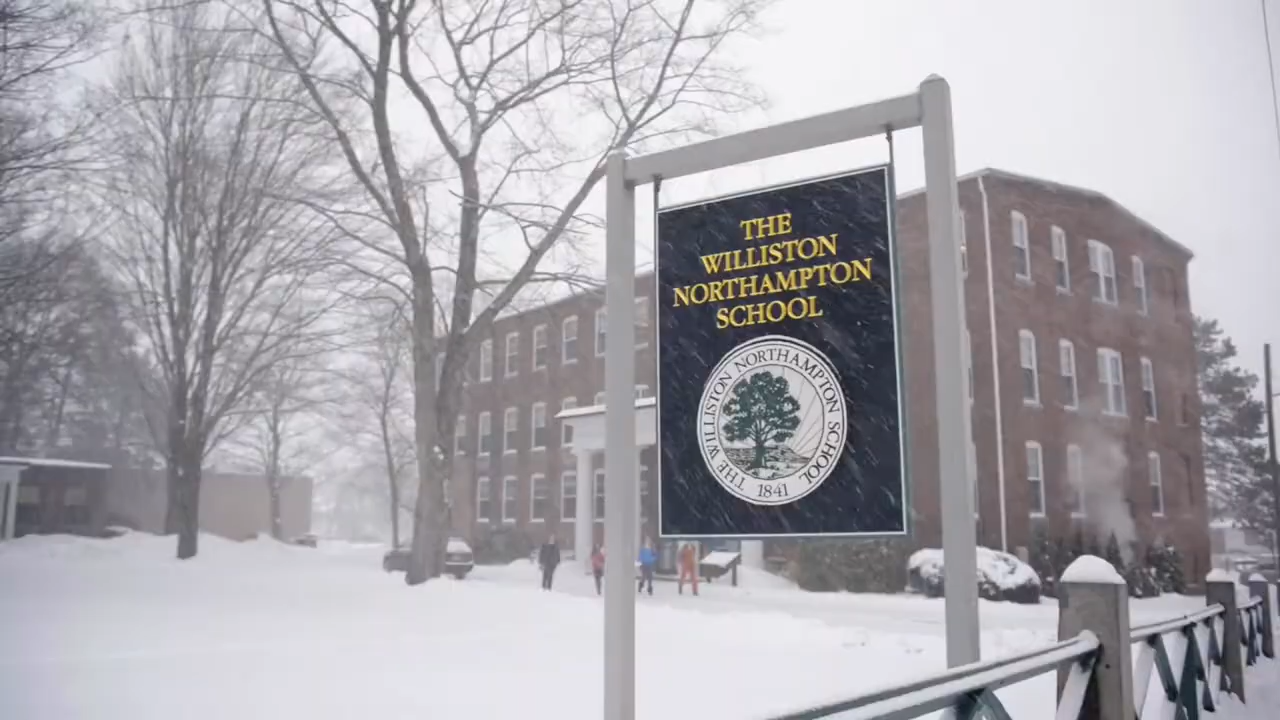 THE
WILLISTON
NORTHAMPTON
SCHOOL
THE WILLISTON NORTHAMPTON SCHOOL
1841